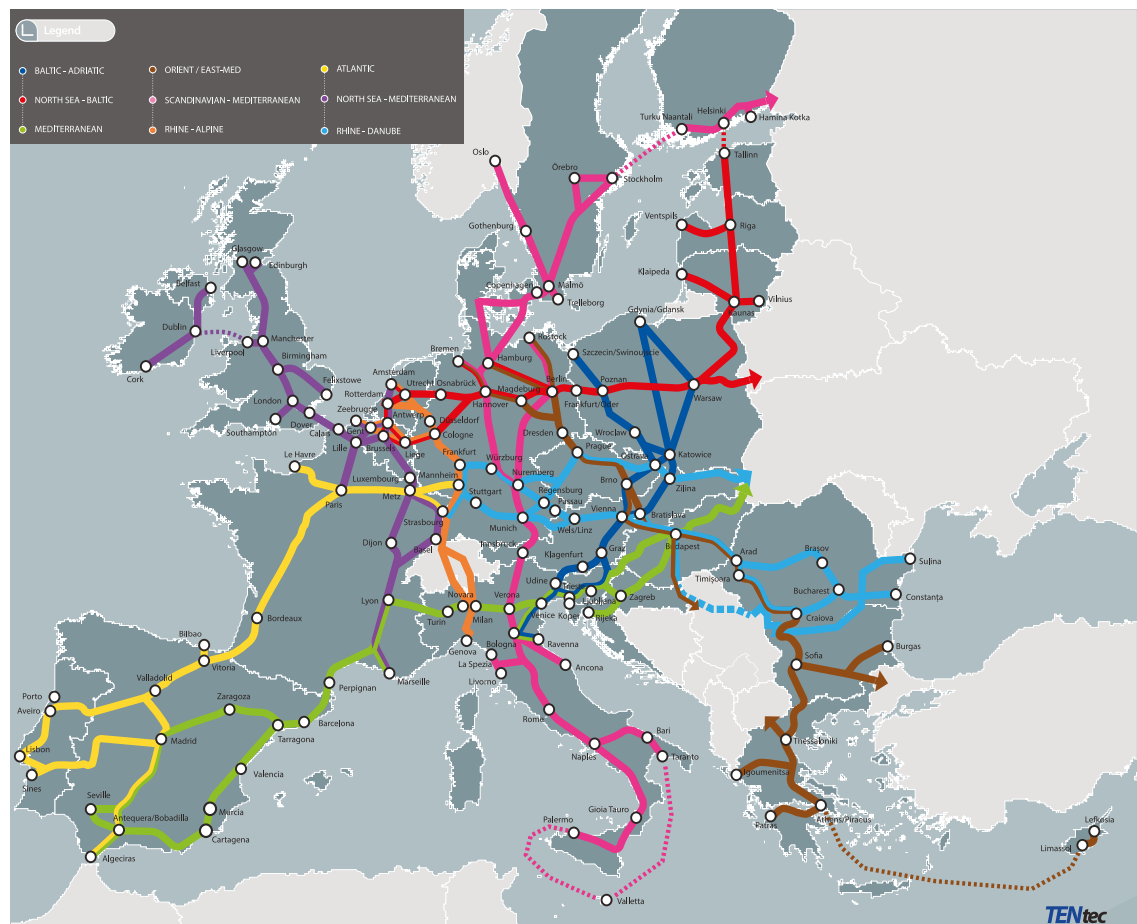 Legend
BALTIC - ADRIATIC
ORIENT / EAST-MED
ATLANTIC
NORTH SEA - BALTIC
SCANDINAVIAN - MEDITERRANEAN
NORTH SEA - MEDITERRANEAN
MEDITERRANEAN
RHINE - ALPINE
RHINE - DANUBE
Helsinki
Turku Naantali
Hamina Kotka
Tallinn
Oslo
Örebro
Stockholm
Ventspils
Riga
Gothenburg
Glasgow
Edinburgh
Klaipeda
Belfast
Copenhagen
Malmö
Trelleborg
Vilnius
Kaunas
Gdynia/Gdansk
Dublin
Manchester
Liverpool
Rostock
Birmingham
Bremen
Hamburg
Szczecin/Swinoujscie
Cork
Amsterdam
Felixstowe
Utrecht
Osnabrück
Magdeburg
Berlin
Poznan
Rotterdam
London
Hannover
Frankfurt/Oder
Warsaw
Zeebrugge
Dover
Antwerp
Düsseldorf
Southampton
Calais
Gent
Cologne
Dresden
Wroclaw
Lille
Brussels
Liège
Prague
Katowice
Le Havre
Frankfurt
Würzburg
Ostrava
Luxembourg
Mannheim
Nuremberg
Brno
Zilina
Metz
Stuttgart
Regensburg
Paris
Passau
Strasbourg
Vienna
Bratislava
Munich
Wels/Linz
Dijon
Basel
Innsbruck
Klagenfurt
Graz
Budapest
Arad
Brașov
Sulina
Timișoara
Udine
Trieste
Bucharest
Lyon
Novara
Verona
Ljubljana
Zagreb
Constanța
Turin
Milan
Venice
Koper
Rijeka
Craiova
Bordeaux
Bilbao
Genova
Bologna
Ravenna
Vitoria
La Spezia
Ancona
Sofia
Burgas
Marseille
Livorno
Valladolid
Perpignan
Porto
Zaragoza
Aveiro
Rome
Barcelona
Madrid
Tarragona
Bari
Thessaloniki
Lisbon
Naples
Taranto
Valencia
Igoumenitsa
Sines
Seville
Murcia
Gioia Tauro
Antequera/Bobadilla
Palermo
Patras
Athens/Piraeus
Lefkosia
Cartagena
Limassol
Algeciras
Valletta
TENtec